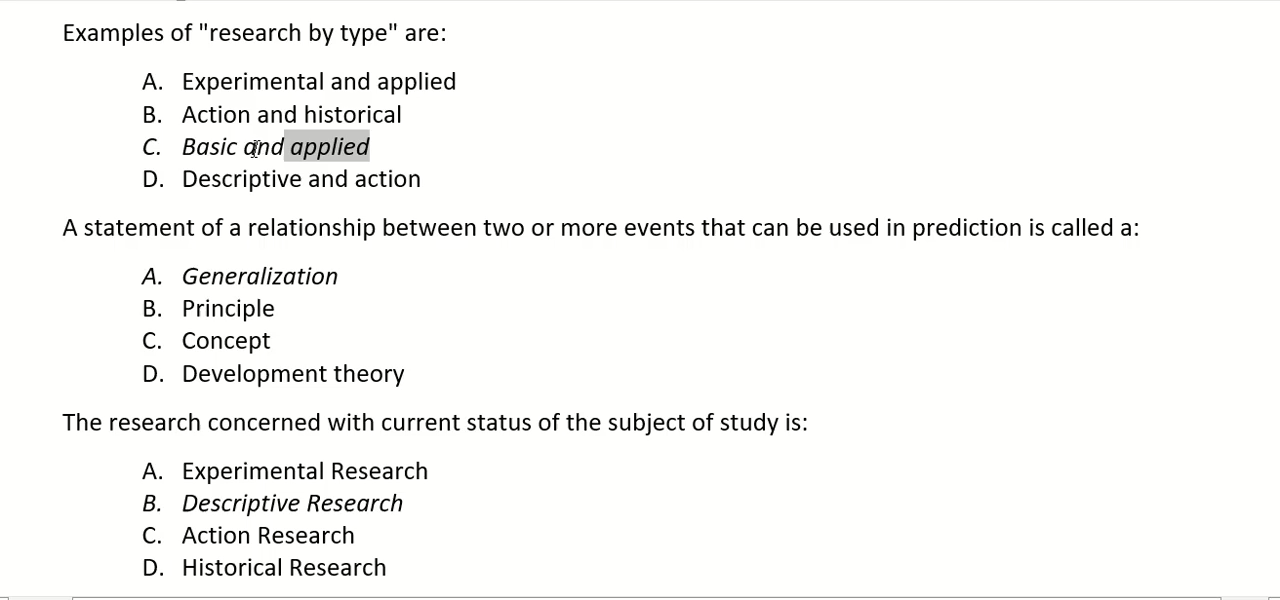 Examples of "research by type" are:
A. Experimental and applied
B. Action and historical
C. Basic and applied
D. Descriptive and action
A statement of a relationship between two or more events that can be used in prediction is called a:
A. Generalization
B. Principle
C. Concept
D. Development theory
The research concerned with current status of the subject of study is:
A. Experimental Research
B. Descriptive Research
C. Action Research
D. Historical Research